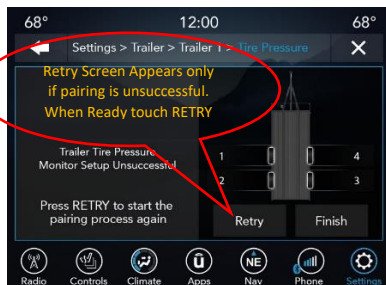 68° 12:00 68°
Settings > Trailer > Trailer 1 > Tire Pressure
Retry Screen Appears only
if pairing is unsuccessful.
When Ready touch RETRY
Trailer Tire Pressure
Monitor Setup Unsuccessful
1 4
2 3
Press RETRY to start the
pairing process again
Retry Finish
NE
Radio Controls Climate Apps Nav Phone Settings